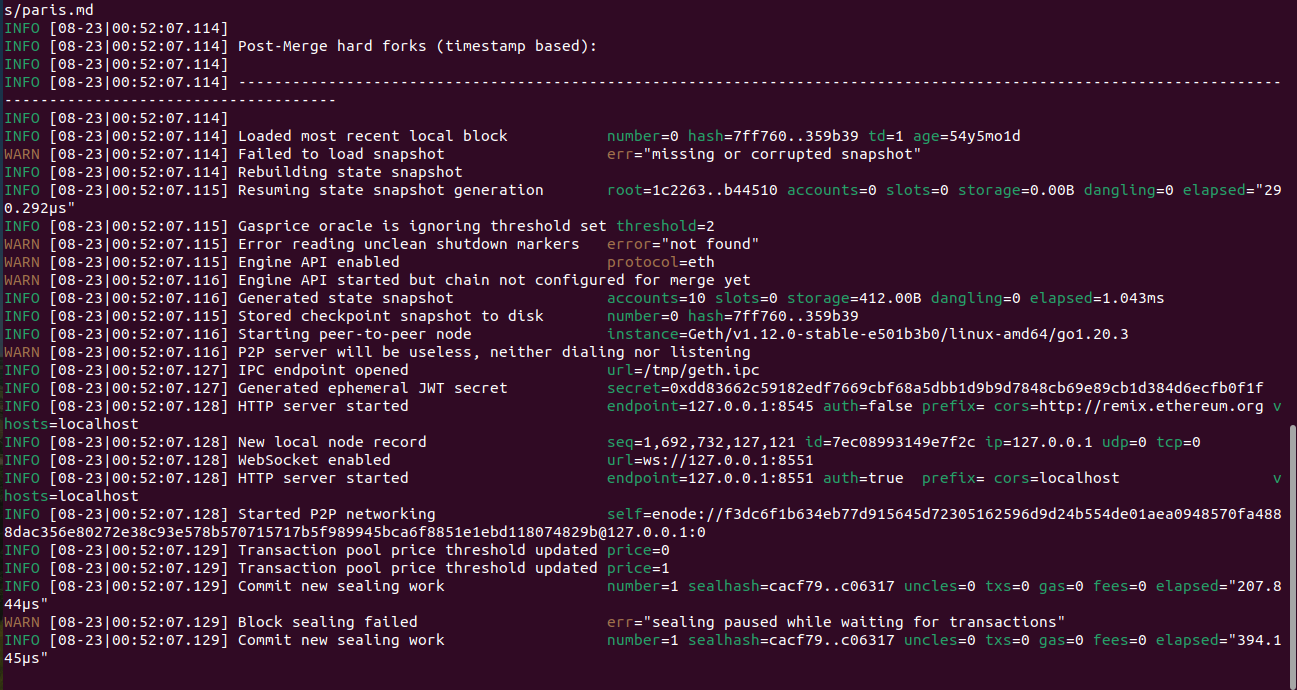 s/paris.md
INFO [08-23|00:52:07.114]
INFO [08-23|00:52:07.114] Post-Merge hard forks (timestamp based):
INFO [08-23|00:52:07.114]
INFO [08-23|00:52:07.114] --------------------------------------------------------------------------------------------------------------------
-------------------------------------
INFO [08-23|00:52:07.114]
INFO [08-23|00:52:07.114] Loaded most recent local block           number=0 hash=7ff760..359b39 td=1 age=54y5mo1d
WARN [08-23|00:52:07.114] Failed to load snapshot                  err="missing or corrupted snapshot"
INFO [08-23|00:52:07.114] Rebuilding state snapshot
INFO [08-23|00:52:07.115] Resuming state snapshot generation       root=1c2263..b44510 accounts=0 slots=0 storage=0.00B dangling=0 elapsed="29
0.292µs"
INFO [08-23|00:52:07.115] Gasprice oracle is ignoring threshold set threshold=2
WARN [08-23|00:52:07.115] Error reading unclean shutdown markers   error="not found"
WARN [08-23|00:52:07.115] Engine API enabled                       protocol=eth
WARN [08-23|00:52:07.116] Engine API started but chain not configured for merge yet
INFO [08-23|00:52:07.116] Generated state snapshot                 accounts=10 slots=0 storage=412.00B dangling=0 elapsed=1.043ms
INFO [08-23|00:52:07.115] Stored checkpoint snapshot to disk       number=0 hash=7ff760..359b39
INFO [08-23|00:52:07.116] Starting peer-to-peer node               instance=Geth/v1.12.0-stable-e501b3b0/linux-amd64/go1.20.3
WARN [08-23|00:52:07.116] P2P server will be useless, neither dialing nor listening
INFO [08-23|00:52:07.127] IPC endpoint opened                      url=/tmp/geth.ipc
INFO [08-23|00:52:07.127] Generated ephemeral JWT secret           secret=0xdd83662c59182edf7669cbf68a5dbb1d9b9d7848cb69e89cb1d384d6ecfb0f1f
INFO [08-23|00:52:07.128] HTTP server started                      endpoint=127.0.0.1:8545 auth=false prefix= cors=http://remix.ethereum.org v
hosts=localhost
INFO [08-23|00:52:07.128] New local node record                    seq=1,692,732,127,121 id=7ec08993149e7f2c ip=127.0.0.1 udp=0 tcp=0
INFO [08-23|00:52:07.128] WebSocket enabled                        url=ws://127.0.0.1:8551
INFO [08-23|00:52:07.128] HTTP server started                      endpoint=127.0.0.1:8551 auth=true  prefix= cors=localhost                 v
hosts=localhost
INFO [08-23|00:52:07.128] Started P2P networking                   self=enode://f3dc6f1b634eb77d915645d72305162596d9d24b554de01aea0948570fa488
8dac356e80272e38c93e578b570715717b5f989945bca6f8851e1ebd118074829b@127.0.0.1:0
INFO [08-23|00:52:07.129] Transaction pool price threshold updated price=0
INFO [08-23|00:52:07.129] Transaction pool price threshold updated price=1
INFO [08-23|00:52:07.129] Commit new sealing work                  number=1 sealhash=cacf79..c06317 uncles=0 txs=0 gas=0 fees=0 elapsed="207.8
44µs"
WARN [08-23|00:52:07.129] Block sealing failed                     err="sealing paused while waiting for transactions"
INFO [08-23|00:52:07.129] Commit new sealing work                  number=1 sealhash=cacf79..c06317 uncles=0 txs=0 gas=0 fees=0 elapsed="394.1
45µs"